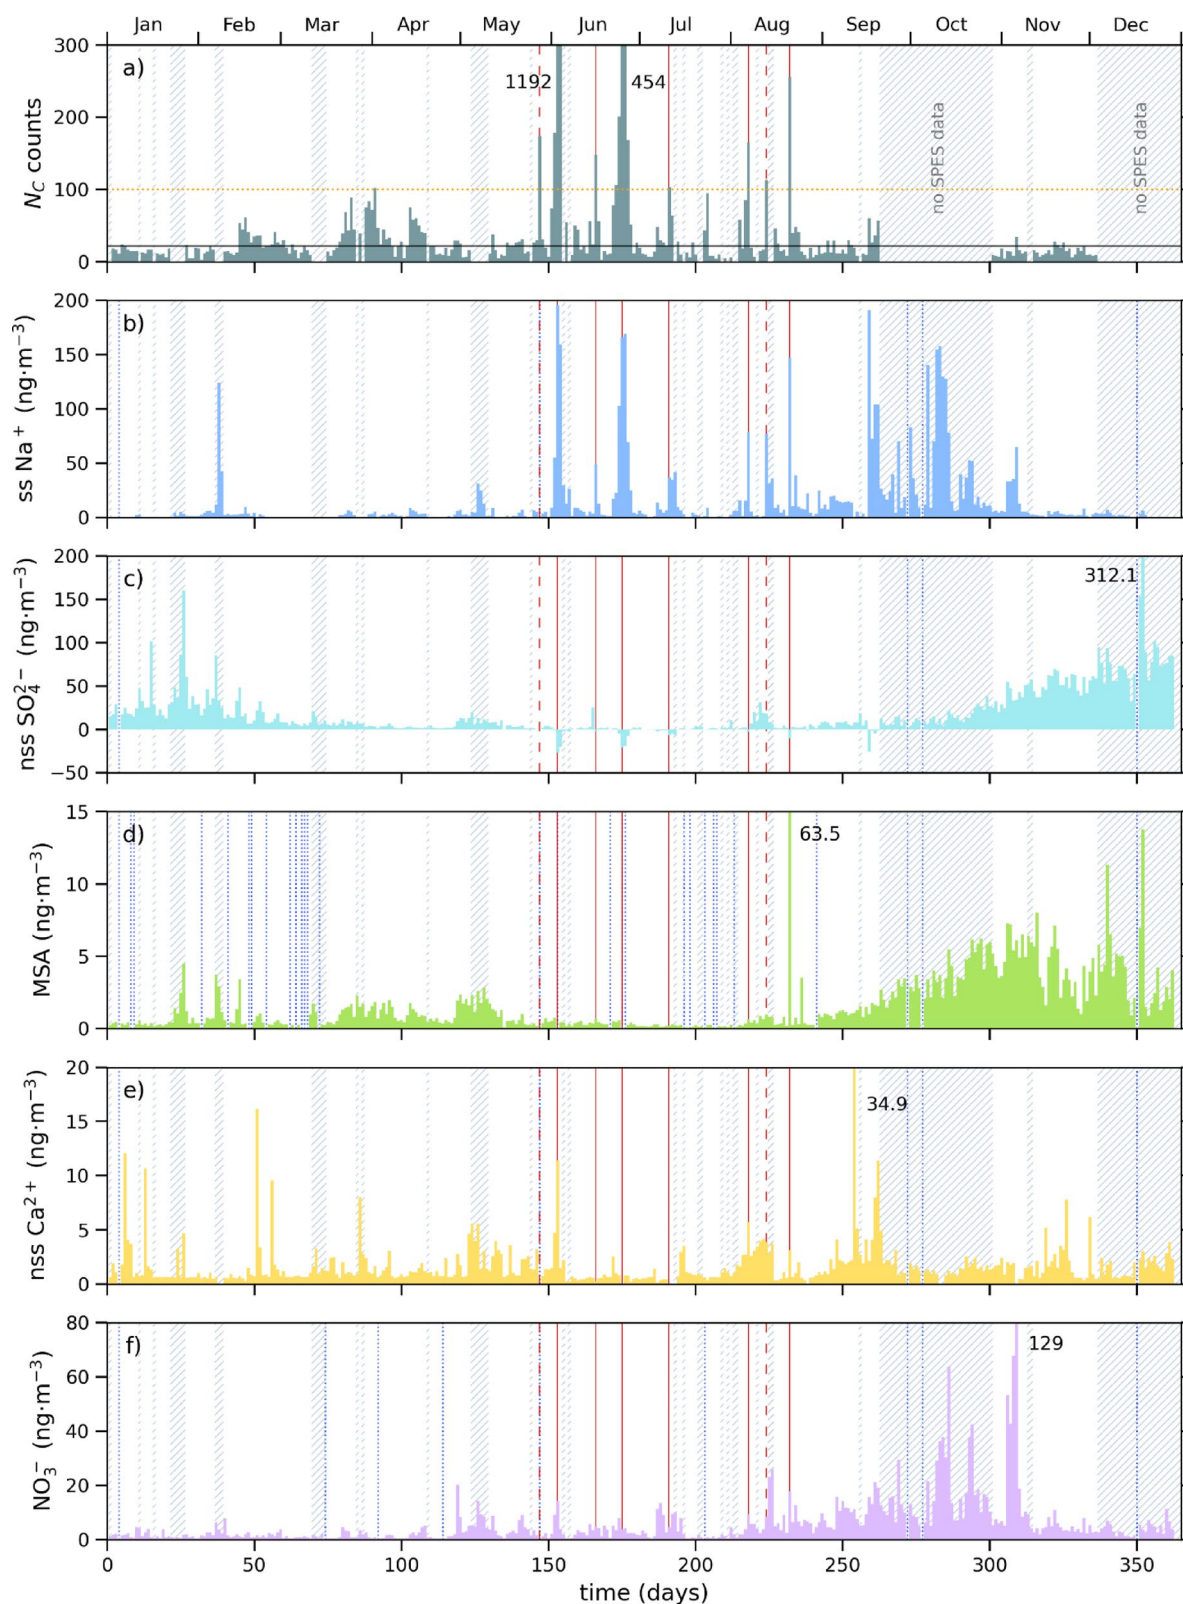 Jan Feb Mar Apr May Jun Jul Aug Sep Oct Nov Dec
a)
N_C counts
300
200
100
0
1192
454
no SPES data
no SPES data
b)
ss Na⁺ (ng·m⁻³)
200
150
100
50
0
c)
nss SO₄²⁻ (ng·m⁻³)
200
150
100
50
0
−50
312.1
d)
MSA (ng·m⁻³)
15
10
5
0
63.5
e)
nss Ca²⁺ (ng·m⁻³)
20
15
10
5
0
34.9
f)
NO₃⁻ (ng·m⁻³)
80
60
40
20
0
129
0 50 100 150 200 250 300 350
time (days)